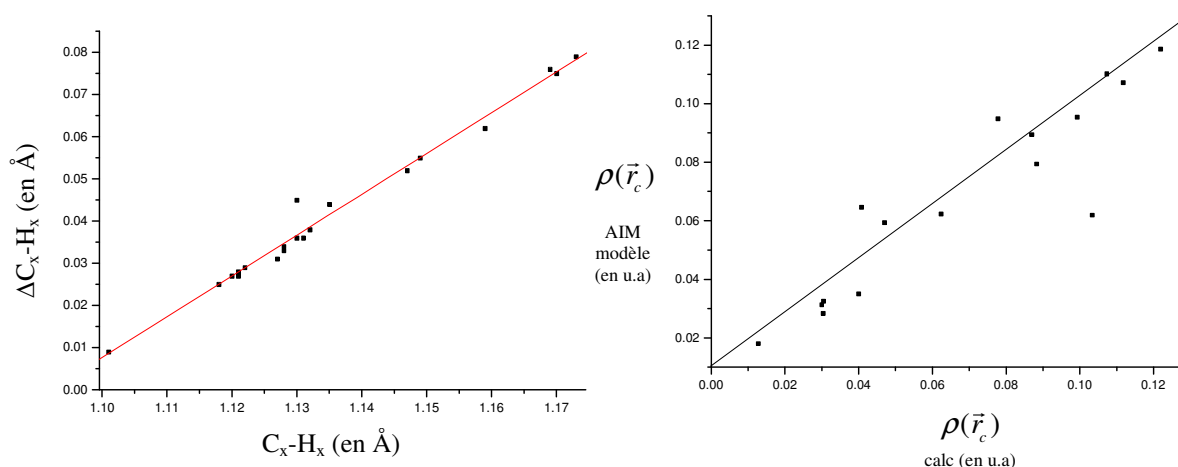 0.08
0.07
0.06
0.05
0.04
0.03
0.02
0.01
0.00
ΔCₓ-Hₓ (en Å)
1.10 1.11 1.12 1.13 1.14 1.15 1.16 1.17
Cₓ-Hₓ (en Å)
0.12
0.10
0.08
0.06
0.04
0.02
ρ(r⃗_c)
AIM
modèle
(en u.a)
0.00 0.02 0.04 0.06 0.08 0.10 0.12
ρ(r⃗_c)
calc (en u.a)